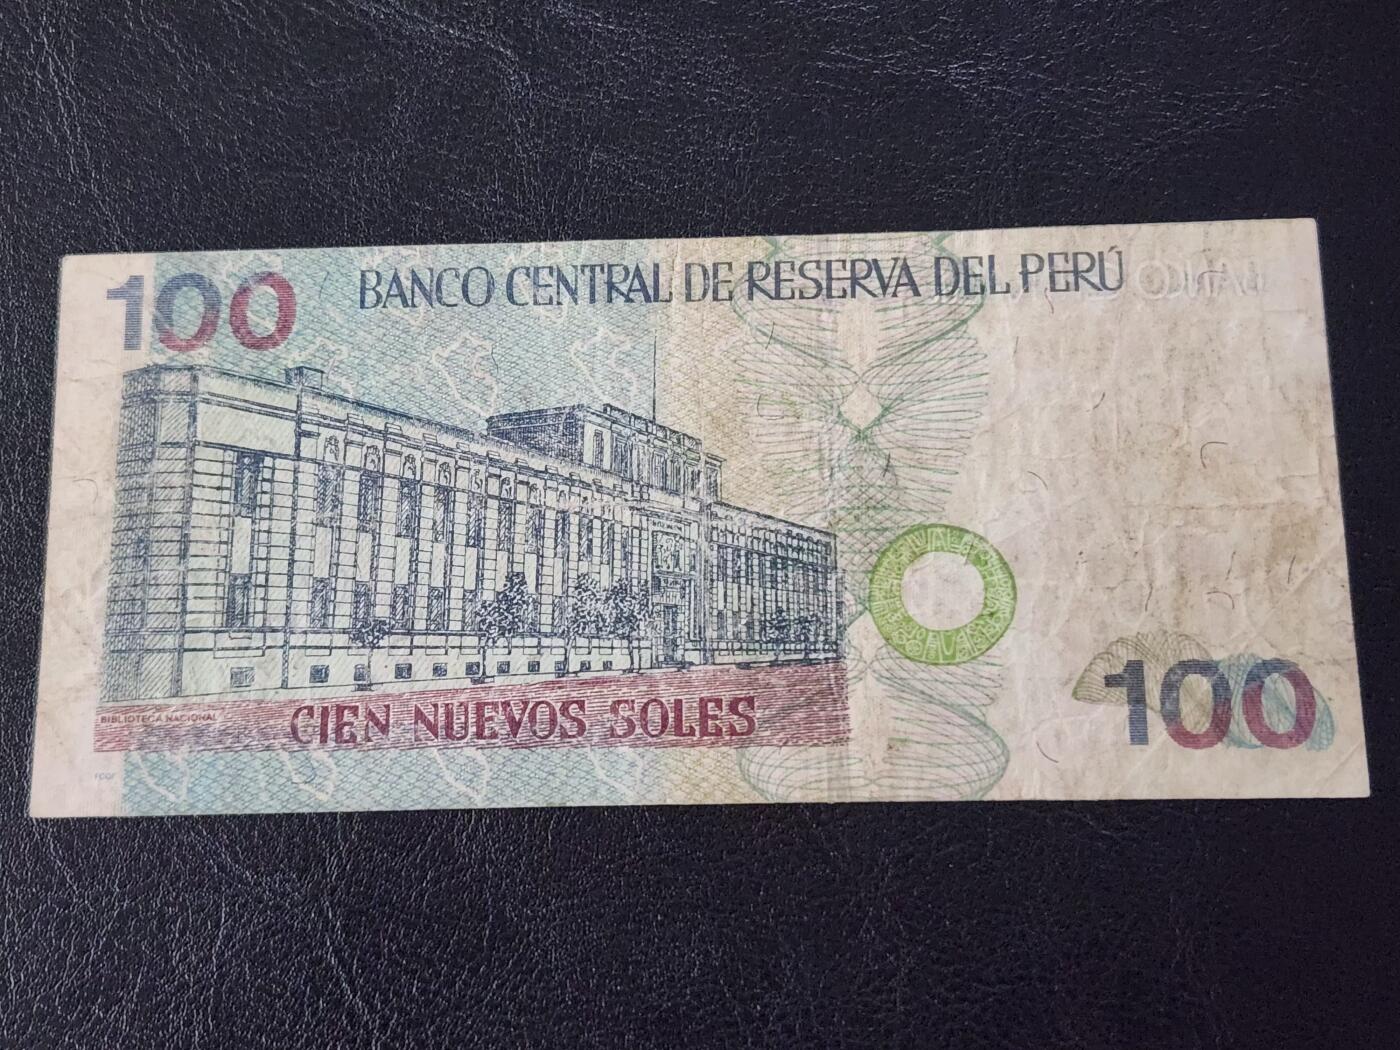 100
BANCO CENTRAL DE RESERVA DEL PERÚ
BIBLIOTECA NACIONAL
CIEN NUEVOS SOLES
100